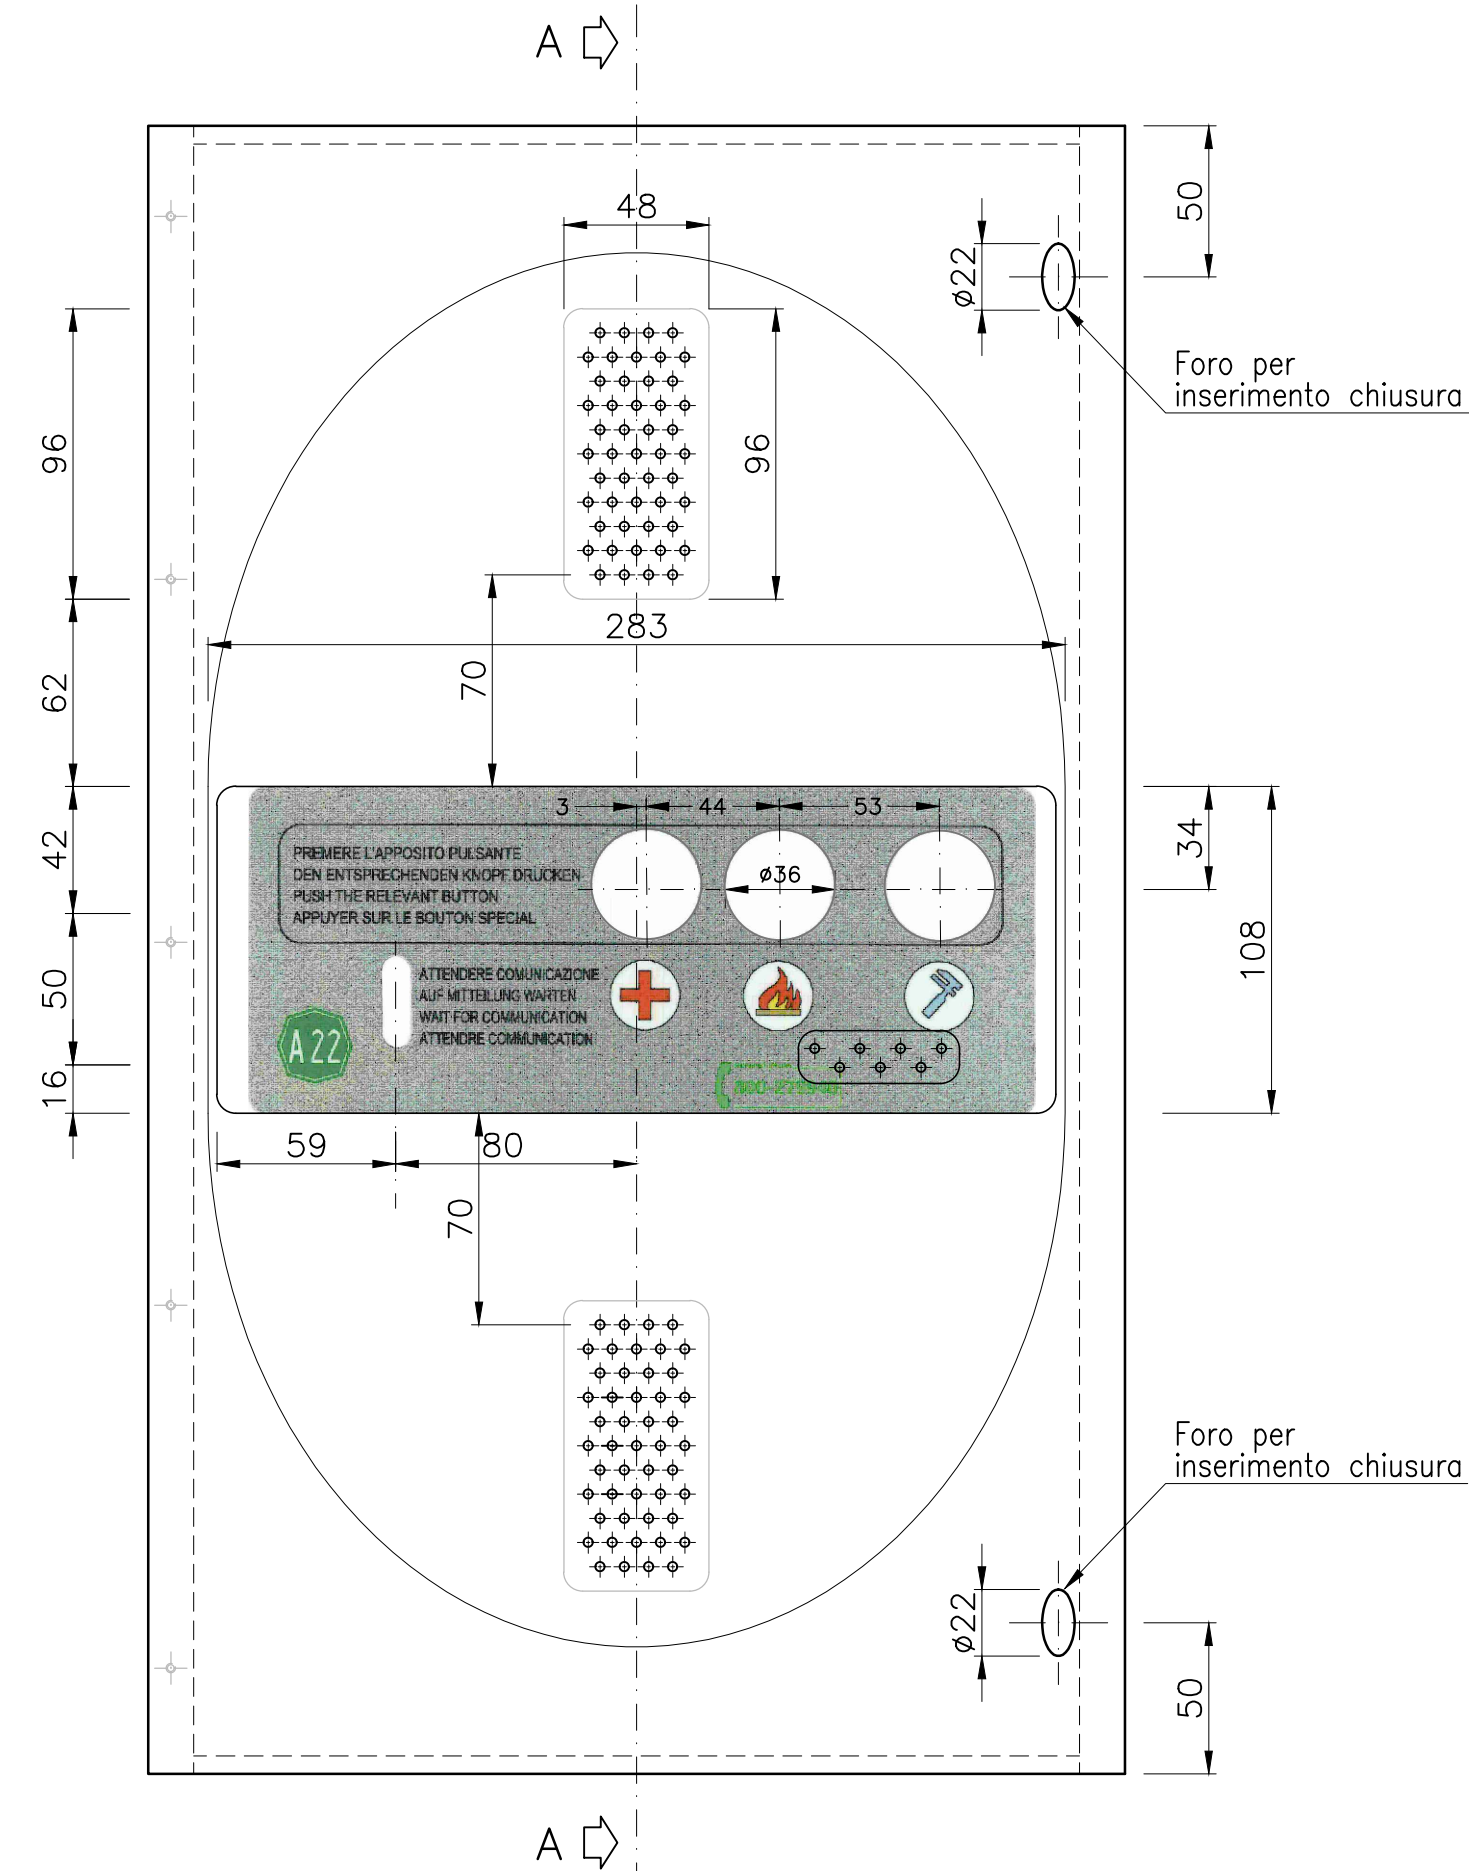 A
50
48
ø22
Foro per
inserimento chiusura
96
96
283
70
62
3
44
53
34
42
PREMERE L'APPOSITO PULSANTE
DEN ENTSPRECHENDEN KNOPF DRUCKEN
PUSH THE RELEVANT BUTTON
APPUYER SUR LE BOUTON SPECIAL
ø36
108
ATTENDERE COMUNICAZIONE
AUF MITTEILUNG WARTEN
WAIT FOR COMMUNICATION
ATTENDRE COMMUNICATION
50
A 22
16
59
80
70
Foro per
inserimento chiusura
ø22
50
A